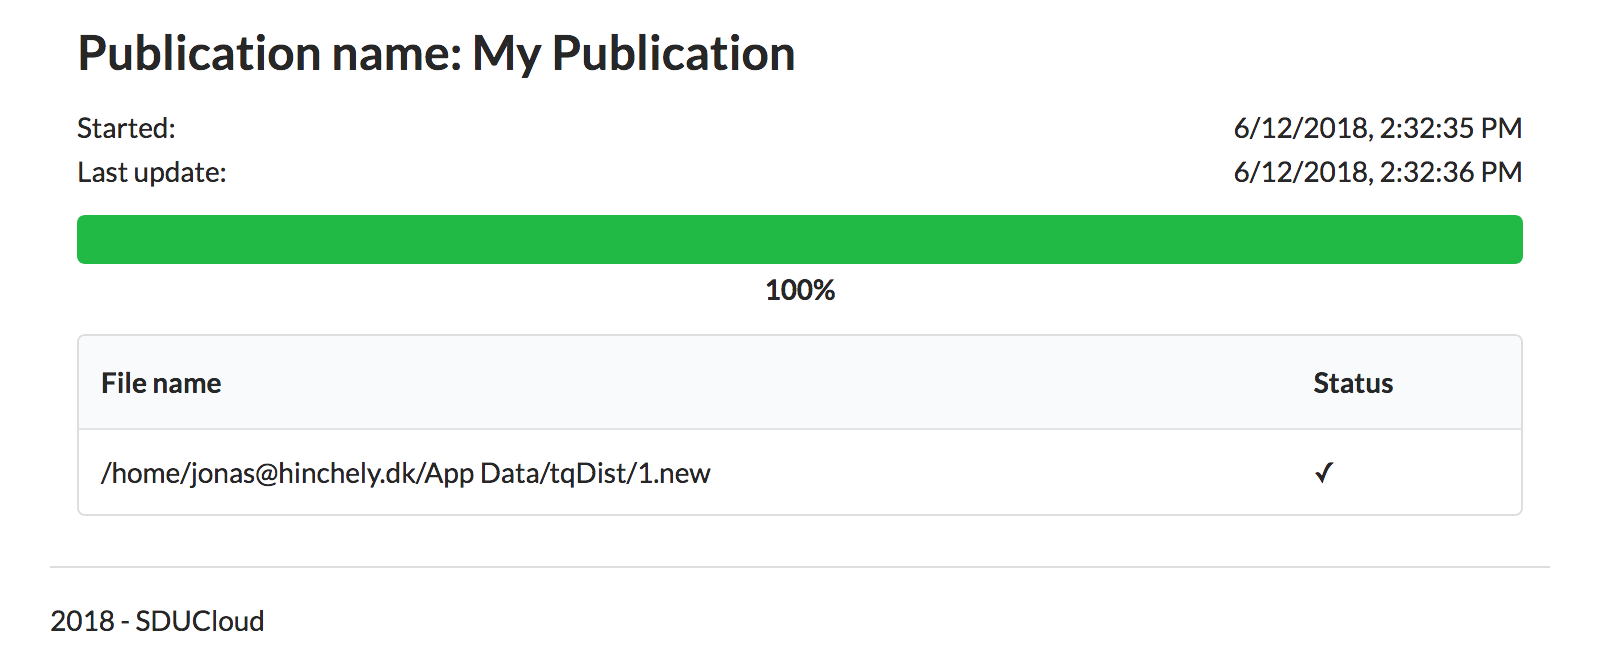 Publication name: My Publication
Started: 6/12/2018, 2:32:35 PM
Last update: 6/12/2018, 2:32:36 PM
100%
File name Status
/home/jonas@hinchely.dk/App Data/tqDist/1.new ✓
2018 - SDUCloud